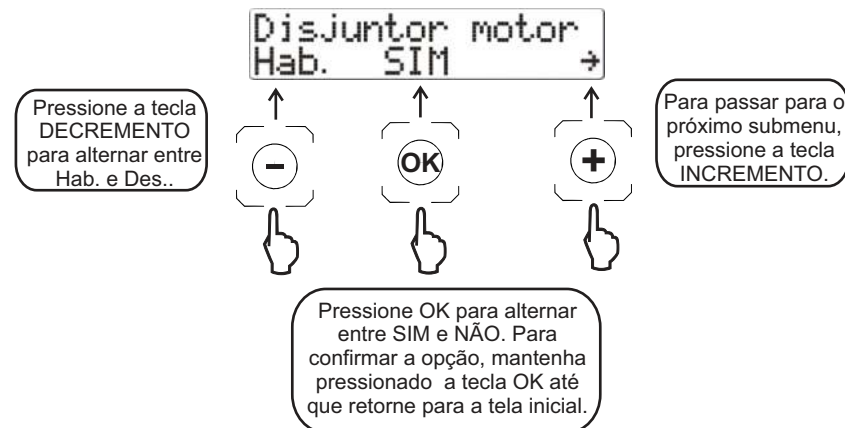 Disjuntor motor
Hab. SIM →
Pressione a tecla
DECREMENTO
para alternar entre
Hab. e Des..
-
OK
+
Para passar para o
próximo submenu,
pressione a tecla
INCREMENTO.
Pressione OK para alternar
entre SIM e NÃO. Para
confirmar a opção, mantenha
pressionado a tecla OK até
que retorne para a tela inicial.